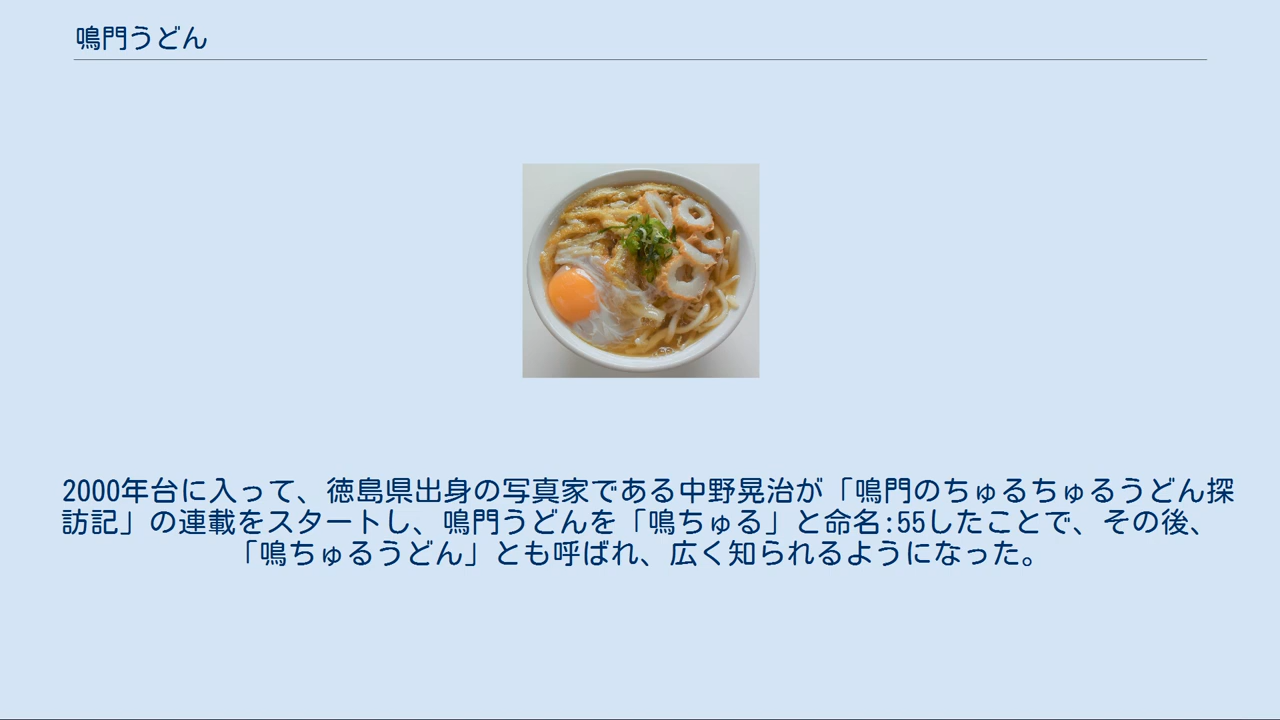 鳴門うどん
2000年台に入って、徳島県出身の写真家である中野晃治が「鳴門のちゅるちゅるうどん探
訪記」の連載をスタートし、鳴門うどんを「鳴ちゅる」と命名:55したことで、その後、
「鳴ちゅるうどん」とも呼ばれ、広く知られるようになった。